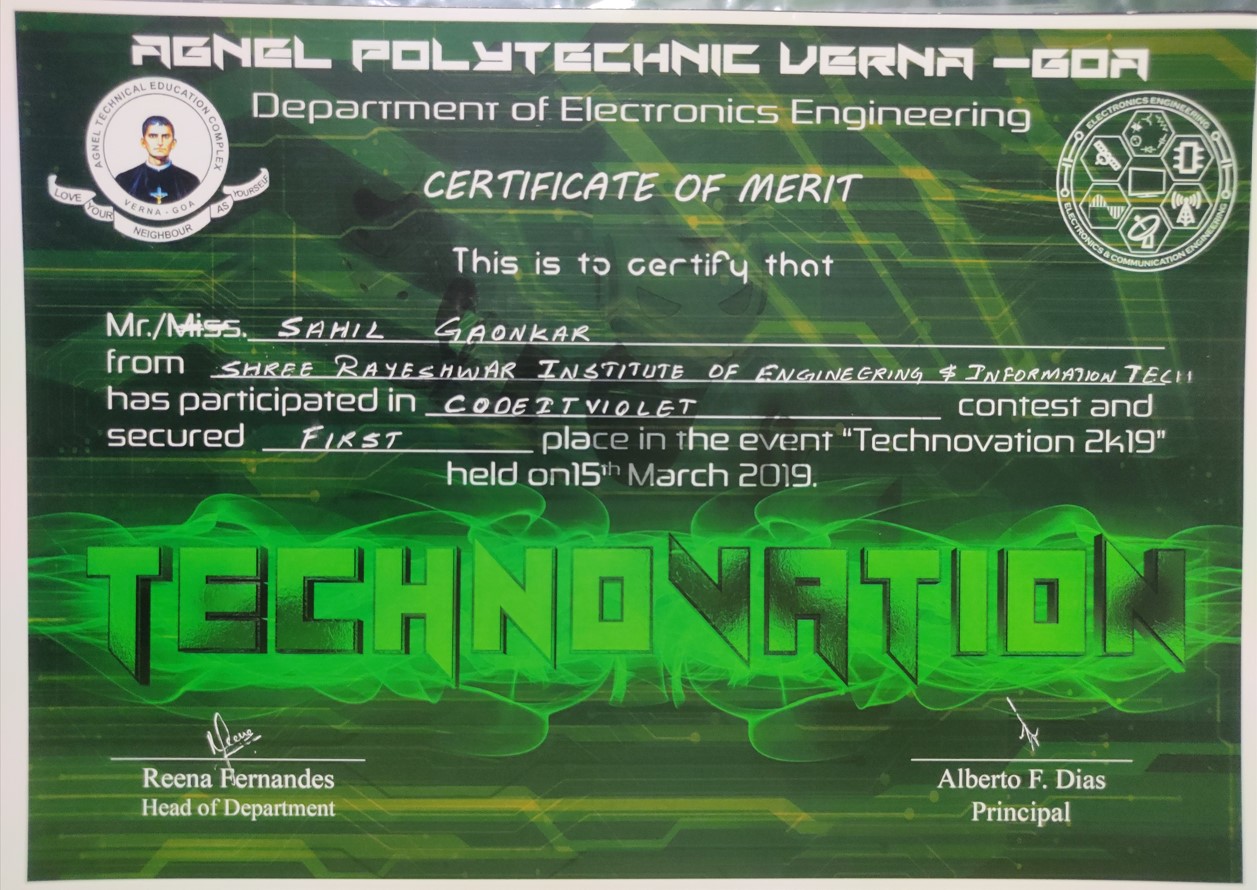 AGNEL POLYTECHNIC VERNA -GOA
Department of Electronics Engineering
AGNEL TECHNICAL EDUCATION COMPLEX
VERNA - GOA
LOVE YOUR NEIGHBOUR AS YOURSELF
ELECTRONICS ENGINEERING
ELECTRONICS & COMMUNICATION ENGINEERING
CERTIFICATE OF MERIT
This is to certify that
Mr./Miss. SAHIL GAONKAR
from SHREE RAYESHWAR INSTITUTE OF ENGINEERING & INFORMATION TECH
has participated in CODEITVIOLET contest and
secured FIRST place in the event “Technovation 2k19”
held on15th March 2019.
TECHNOVATION
Reena Fernandes
Head of Department
Alberto F. Dias
Principal